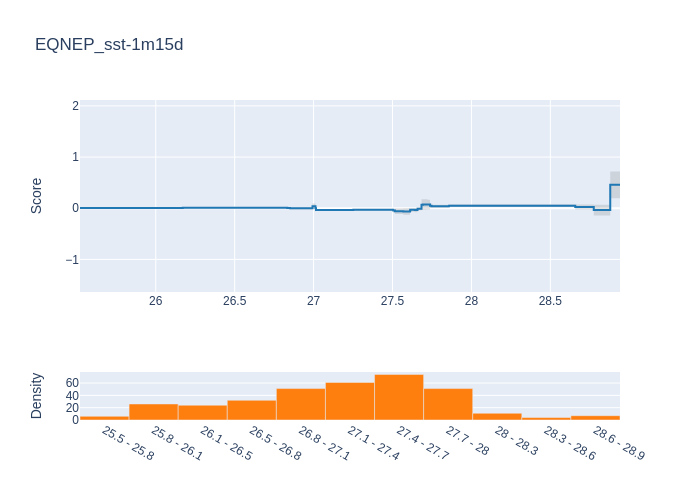 EQNEP_sst-1m15d
Score
2
1
0
−1
26
26.5
27
27.5
28
28.5
Density
60
40
20
0
25.5 - 25.8
25.8 - 26.1
26.1 - 26.5
26.5 - 26.8
26.8 - 27.1
27.1 - 27.4
27.4 - 27.7
27.7 - 28
28 - 28.3
28.3 - 28.6
28.6 - 28.9